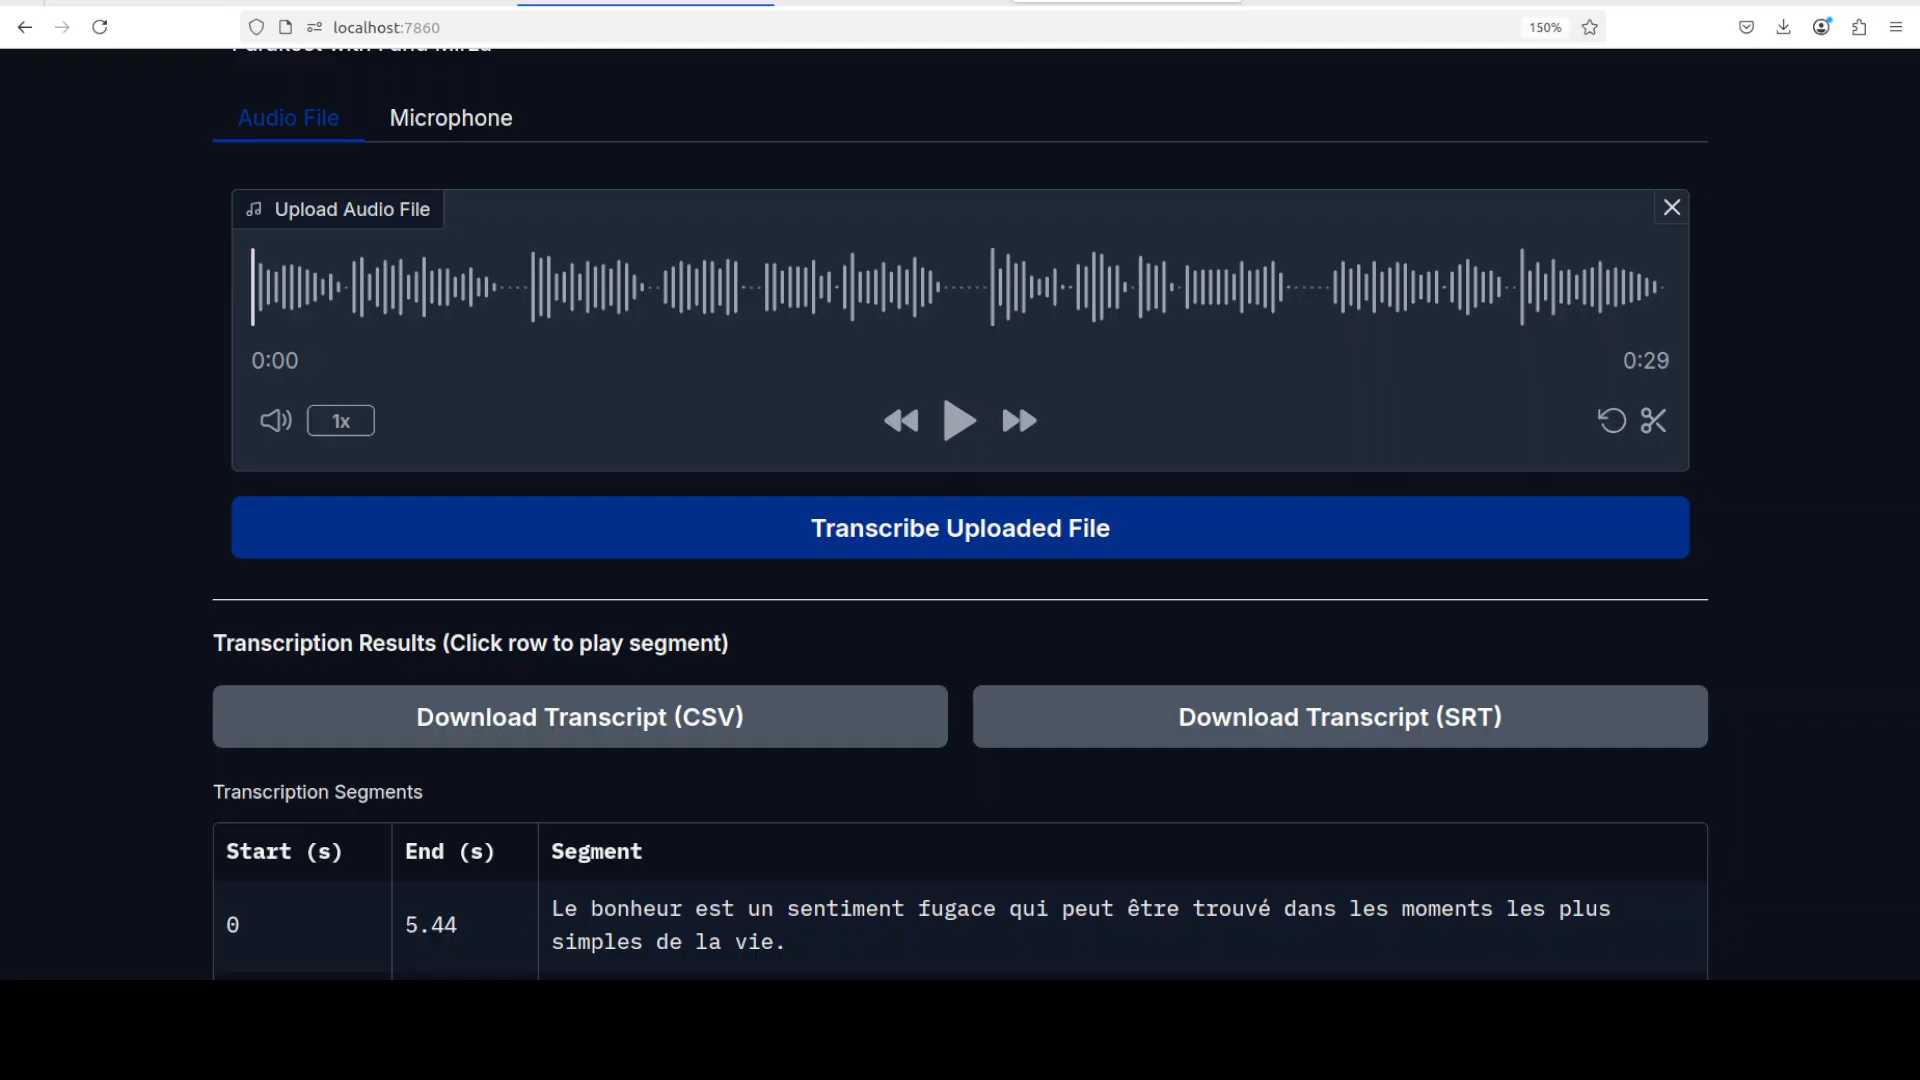 localhost:7860
150%
Audio File
Microphone
Upload Audio File
0:00
0:29
1x
Transcribe Uploaded File
Transcription Results (Click row to play segment)
Download Transcript (CSV)
Download Transcript (SRT)
Transcription Segments
Start (s)
End (s)
Segment
0
5.44
Le bonheur est un sentiment fugace qui peut être trouvé dans les moments les plus
simples de la vie.